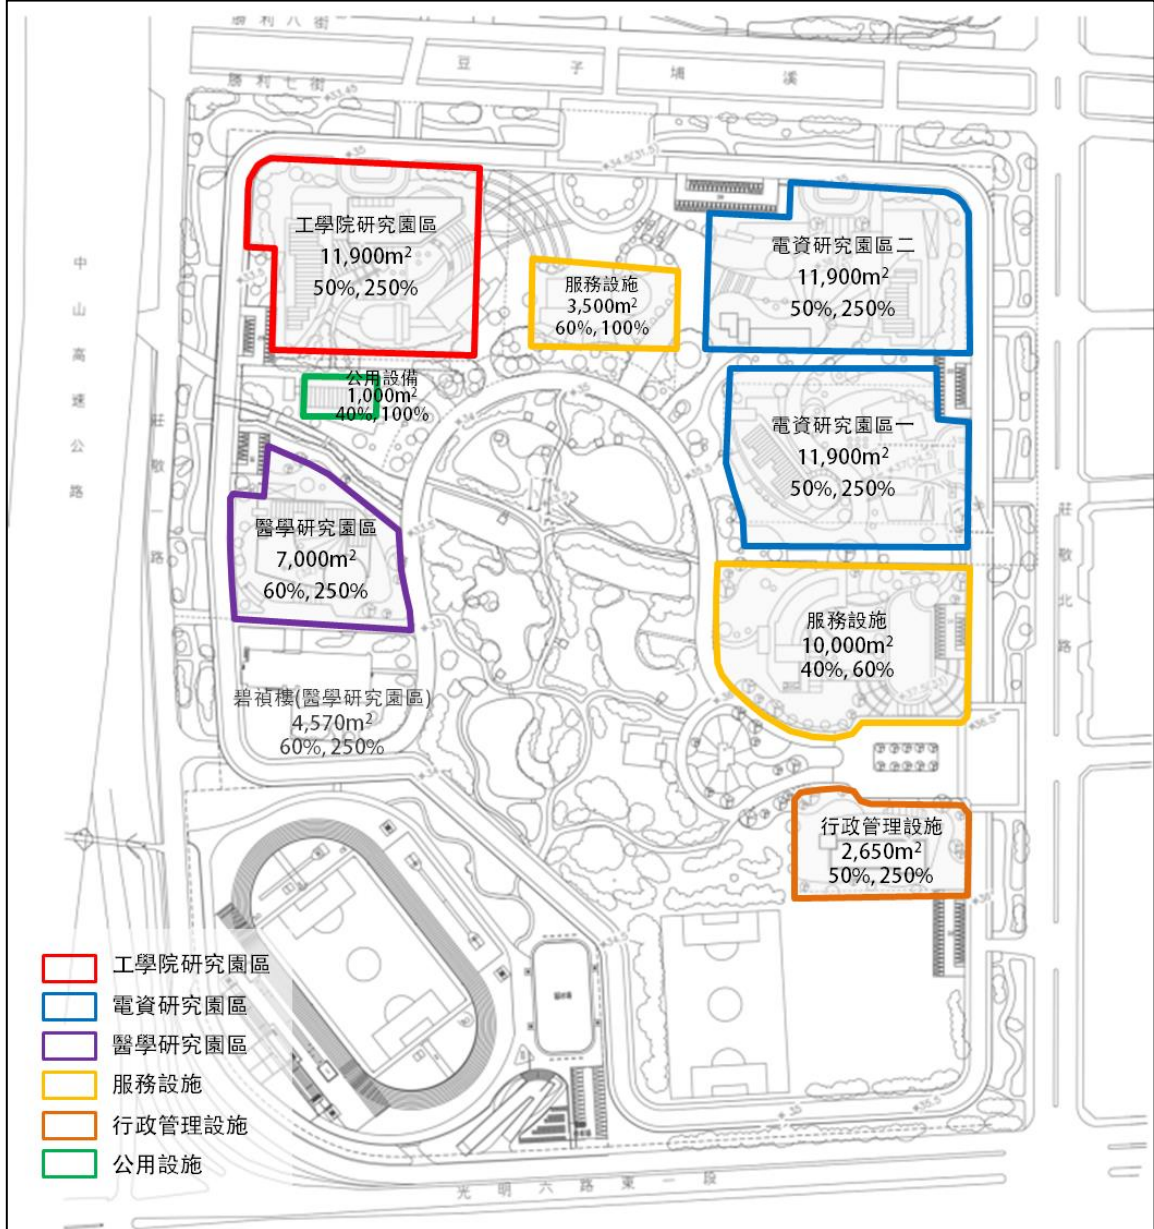 勝利八街
豆子埔溪
勝利七街
工學院研究園區
11,900m²
50%, 250%
電資研究園區二
11,900m²
50%, 250%
服務設施
3,500m²
60%, 100%
中山高速公路
公用設備
1,000m²
40%, 100%
電資研究園區一
11,900m²
50%, 250%
莊敬一路
莊敬北路
醫學研究園區
7,000m²
60%, 250%
服務設施
10,000m²
40%, 60%
碧禎樓(醫學研究園區)
4,570m²
60%, 250%
行政管理設施
2,650m²
50%, 250%
工學院研究園區
電資研究園區
醫學研究園區
服務設施
行政管理設施
公用設施
光明六路東一段